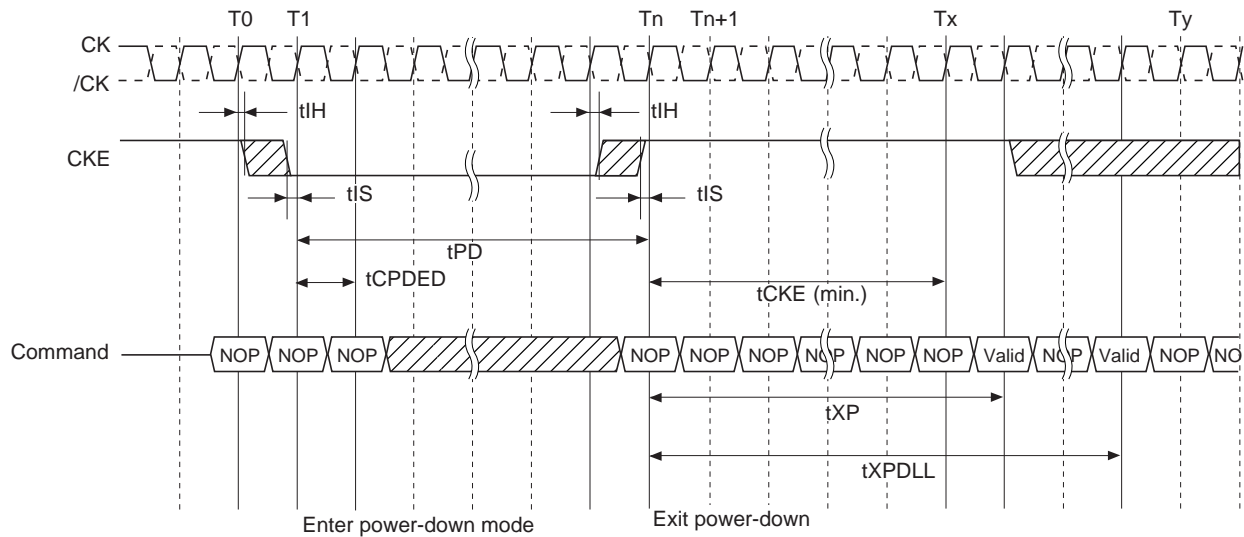 T0 T1 Tn Tn+1 Tx Ty
CK
/CK
tIH tIH
CKE
tIS tIS
tPD
tCPDED
tCKE (min.)
Command NOP NOP NOP NOP NOP NOP NOP NOP NOP Valid NOP Valid NOP NO
tXP
tXPDLL
Enter power-down mode Exit power-down